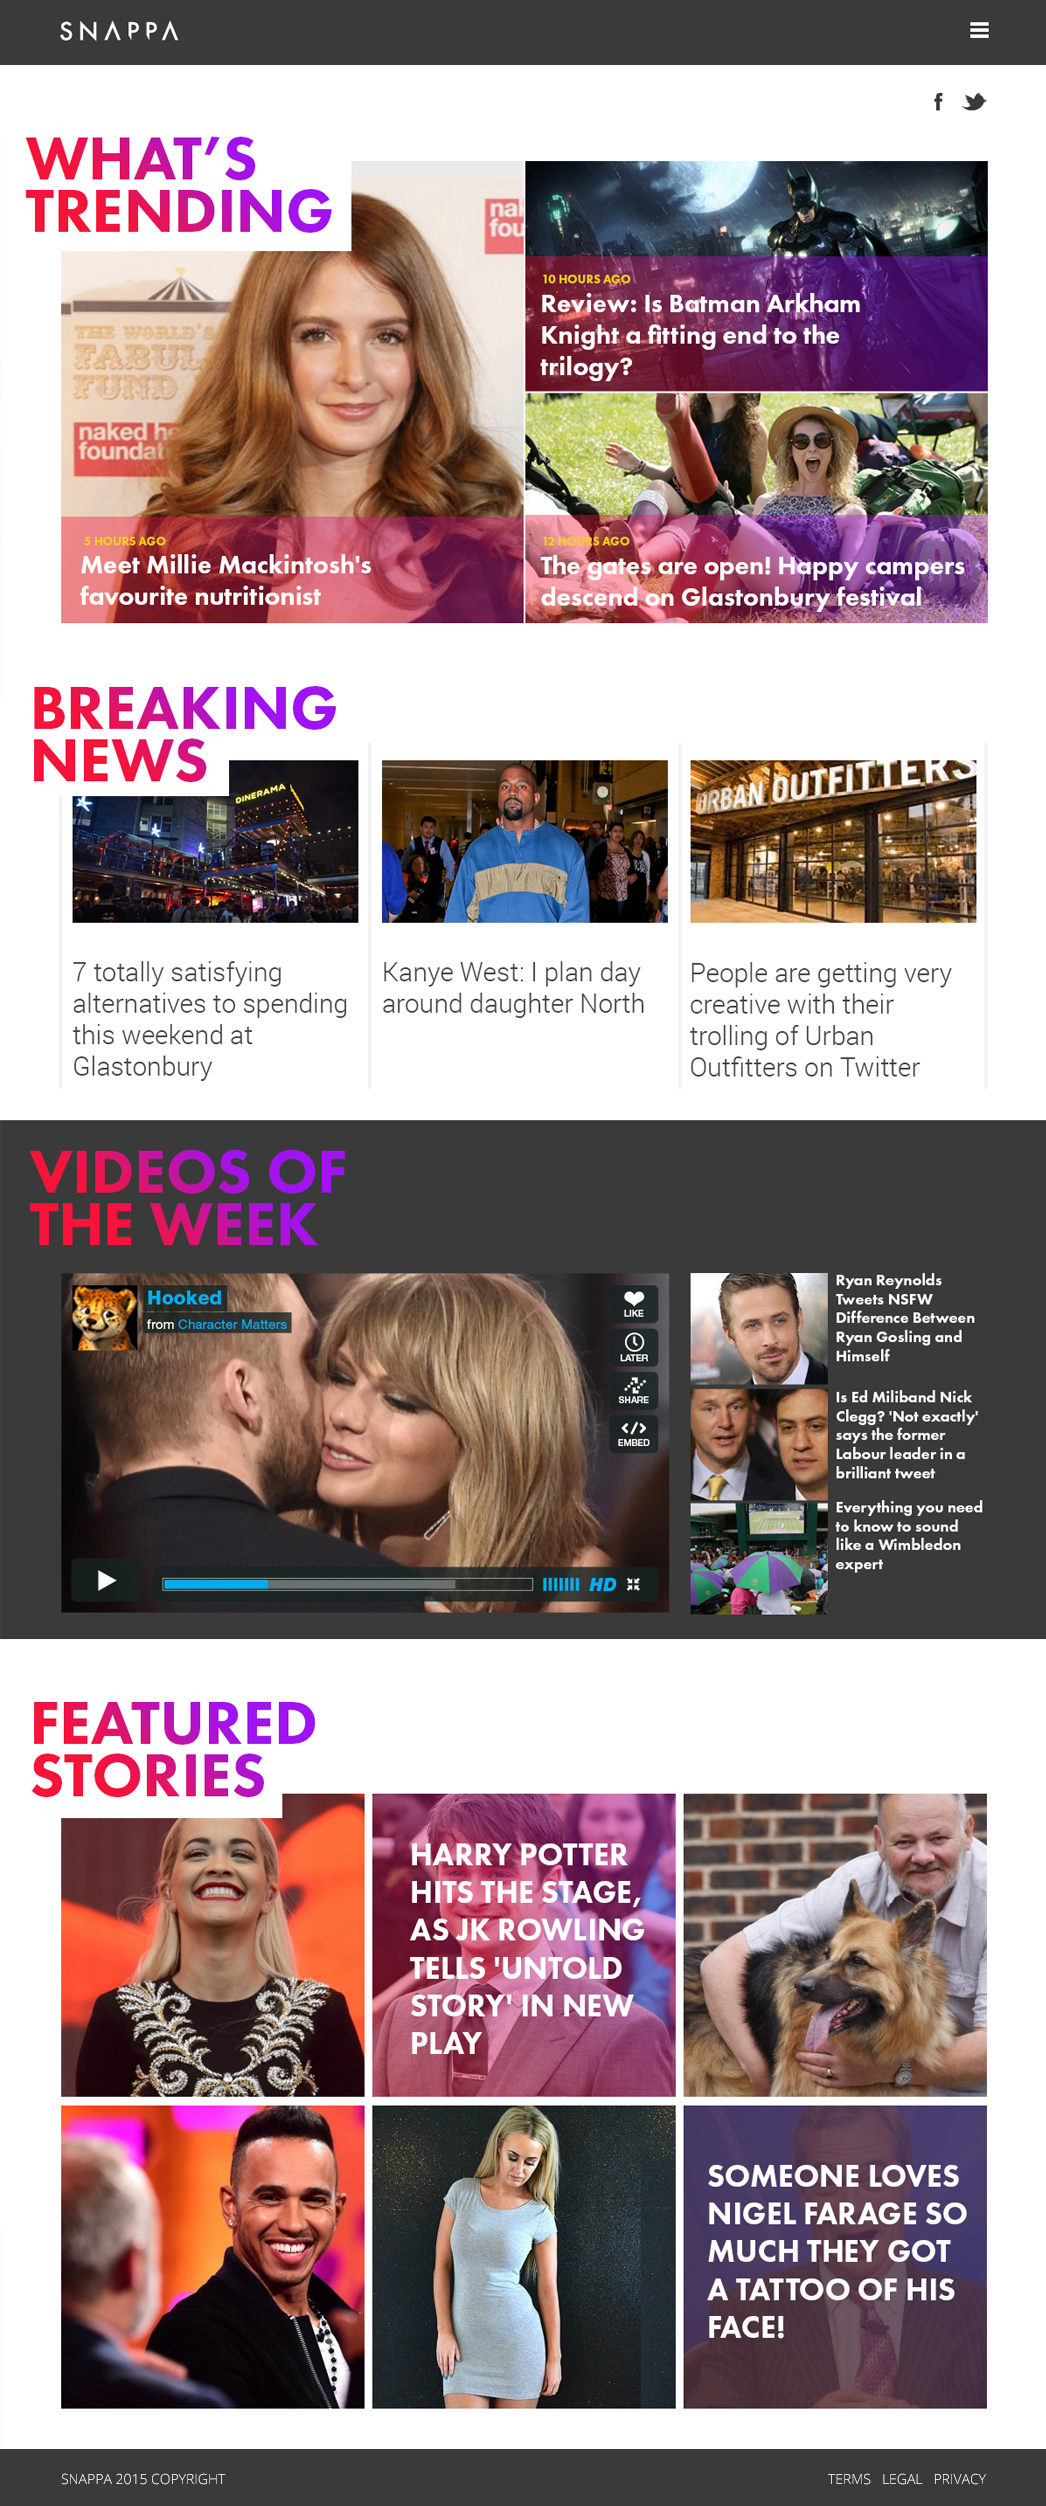 SNAPPA
WHAT'S
TRENDING
THE WORLD'S
FABUL
FUND
naked he
foundat
nak
fou
5 HOURS AGO
Meet Millie Mackintosh's
favourite nutritionist
10 HOURS AGO
Review: Is Batman Arkham
Knight a fitting end to the
trilogy?
12 HOURS AGO
The gates are open! Happy campers
descend on Glastonbury festival
BREAKING
NEWS
DINERAMA
URBAN OUTFITTERS
7 totally satisfying
alternatives to spending
this weekend at
Glastonbury
Kanye West: I plan day
around daughter North
People are getting very
creative with their
trolling of Urban
Outfitters on Twitter
VIDEOS OF
THE WEEK
Hooked
from Character Matters
LIKE
LATER
SHARE
EMBED
HD
Ryan Reynolds
Tweets NSFW
Difference Between
Ryan Gosling and
Himself
Is Ed Miliband Nick
Clegg? 'Not exactly'
says the former
Labour leader in a
brilliant tweet
Everything you need
to know to sound
like a Wimbledon
expert
FEATURED
STORIES
HARRY POTTER
HITS THE STAGE,
AS JK ROWLING
TELLS 'UNTOLD
STORY' IN NEW
PLAY
SOMEONE LOVES
NIGEL FARAGE SO
MUCH THEY GOT
A TATTOO OF HIS
FACE!
SNAPPA 2015 COPYRIGHT
TERMS LEGAL PRIVACY